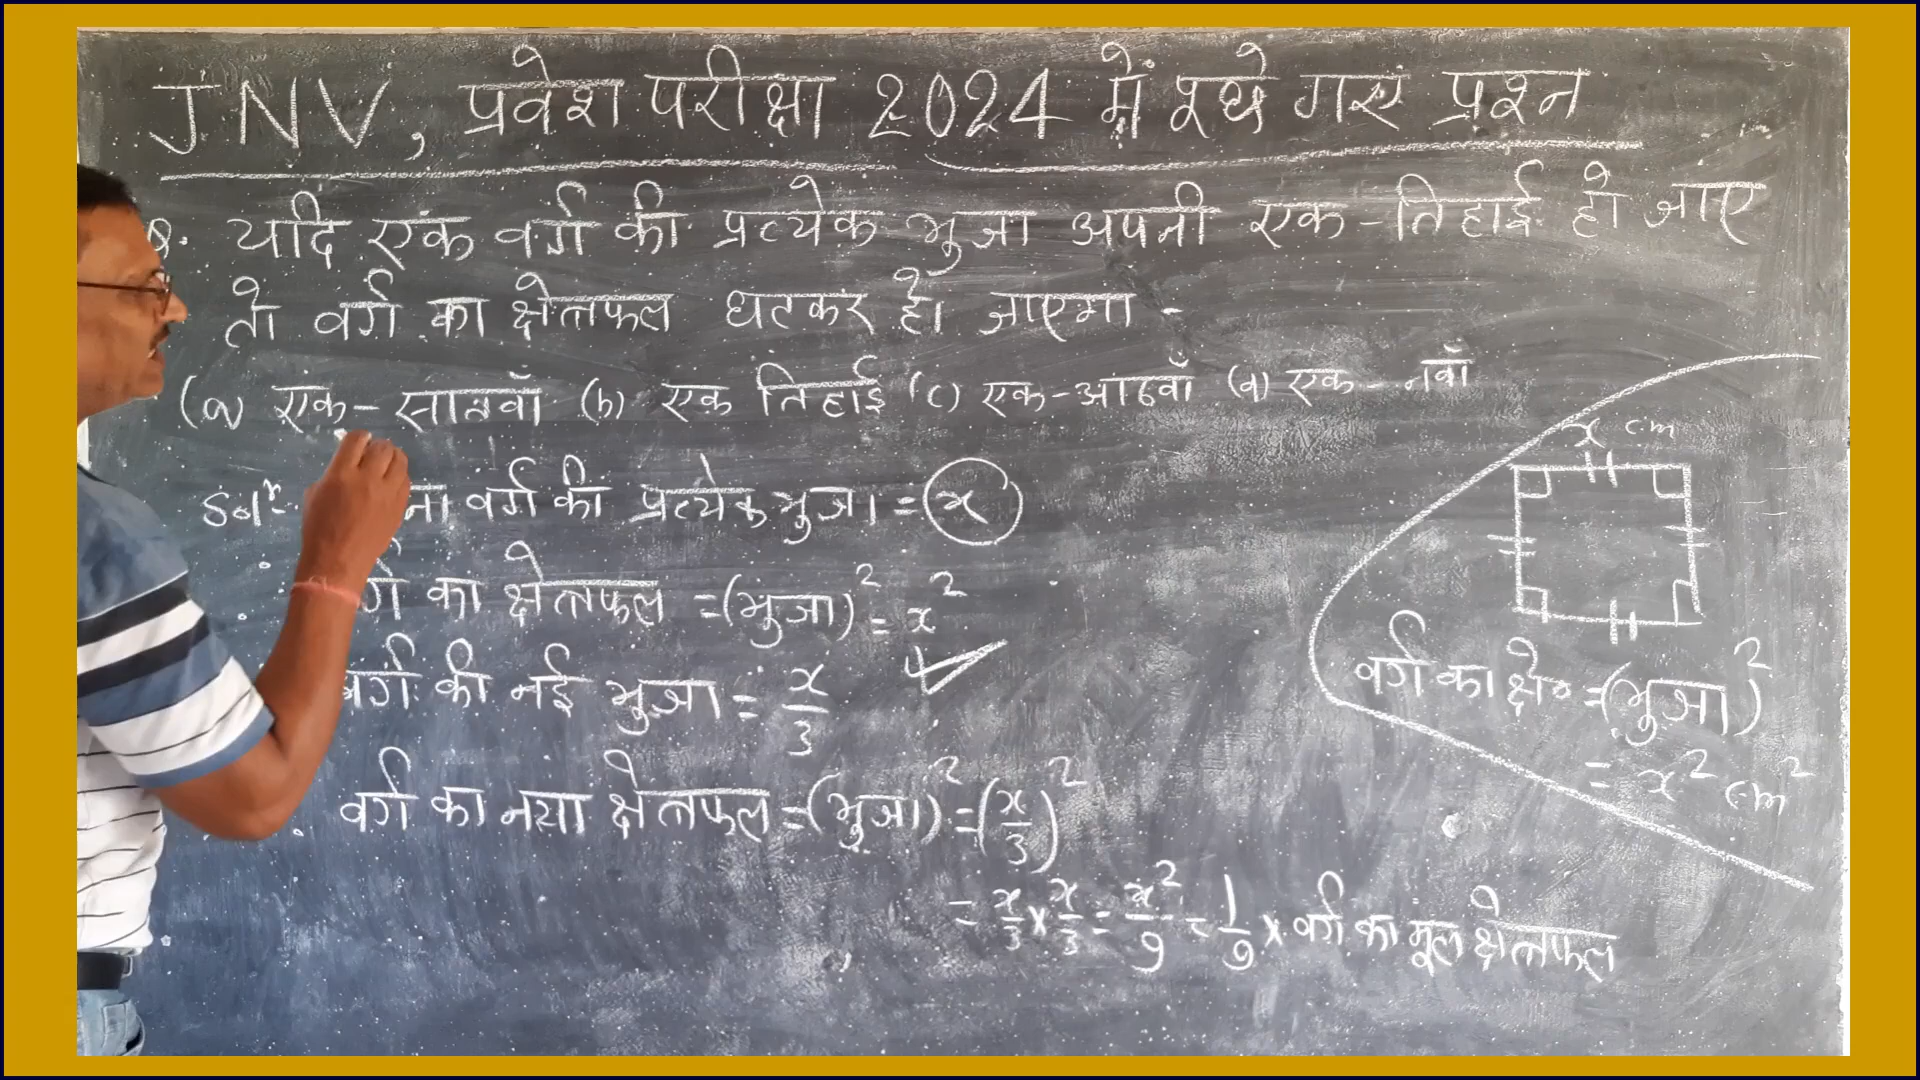 JNV, प्रवेश परीक्षा 2024 में पूछे गए प्रश्न
Q. यदि एक वर्ग की प्रत्येक भुजा अपनी एक-तिहाई हो जाए
तो वर्ग का क्षेत्रफल घटकर हो जाएगा -
(a) एक-सातवाँ (b) एक तिहाई (c) एक-आठवाँ (d) एक-नवाँ
Solⁿ- ना वर्ग की प्रत्येक भुजा = x
वर्ग का क्षेत्रफल = (भुजा)² = x²
वर्ग की नई भुजा = x/3
वर्ग का नया क्षेत्रफल = (भुजा)² = (x/3)²
= x/3 × x/3 = x²/9 = 1/9 × वर्ग का मूल क्षेत्रफल
x cm
वर्ग का क्षे० = (भुजा)²
= x² cm²